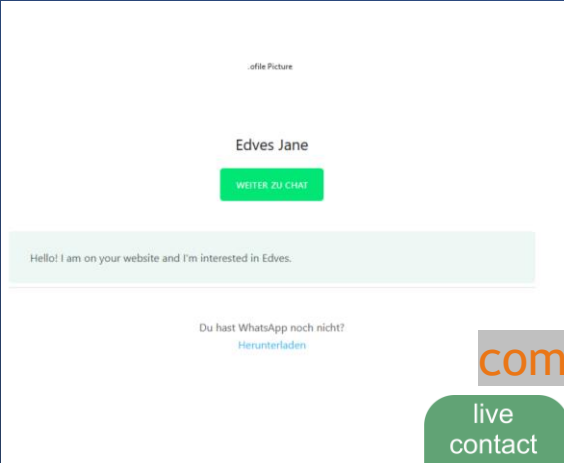 .ofile Picture
Edves Jane
WEITER ZU CHAT
Hello! I am on your website and I'm interested in Edves.
Du hast WhatsApp noch nicht?
Herunterladen
com
live
contact